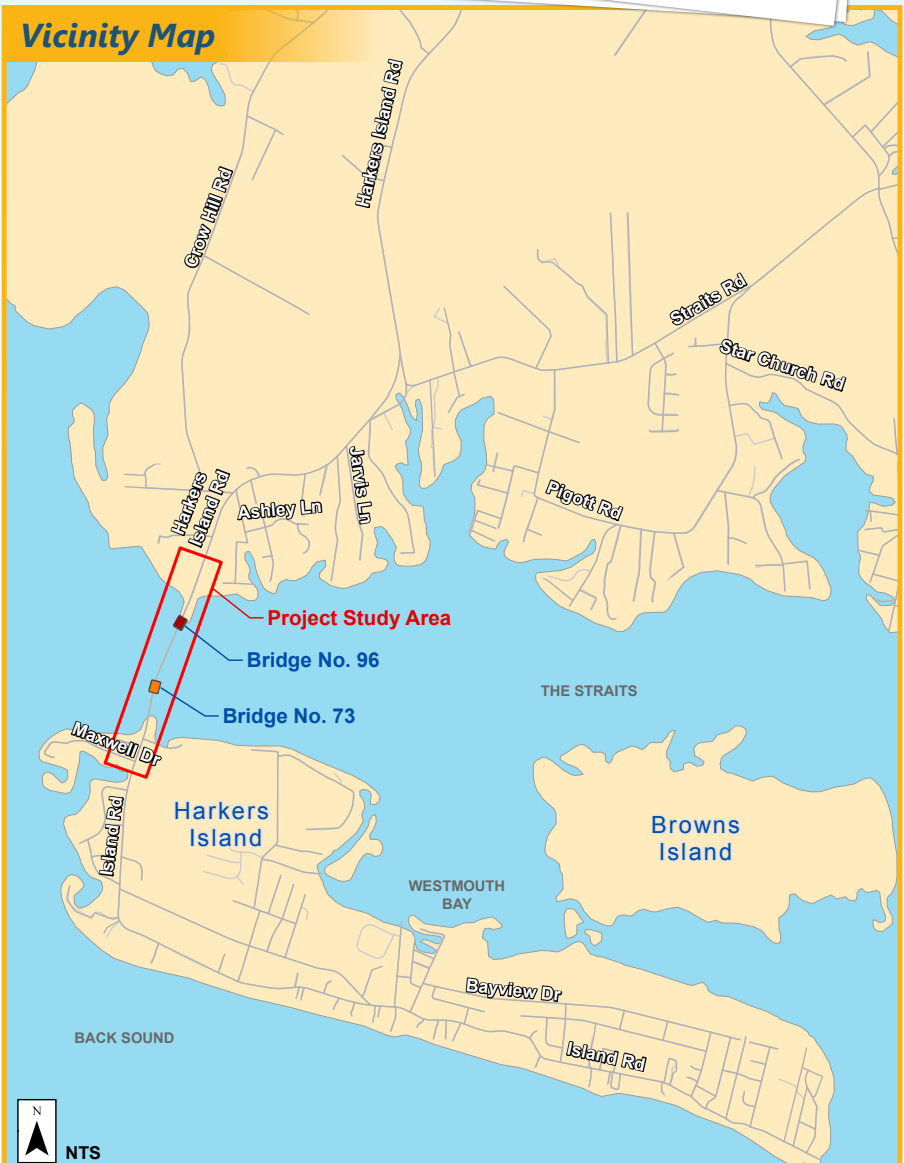 Vicinity Map
Harkers Island Rd
Crow Hill Rd
Straits Rd
Star Church Rd
Jarvis Ln
Harkers
Island Rd
Ashley Ln
Pigott Rd
Project Study Area
Bridge No. 96
THE STRAITS
Bridge No. 73
Maxwell Dr
Island Rd
Harkers
Island
Browns
Island
WESTMOUTH
BAY
Bayview Dr
BACK SOUND
Island Rd
N
NTS